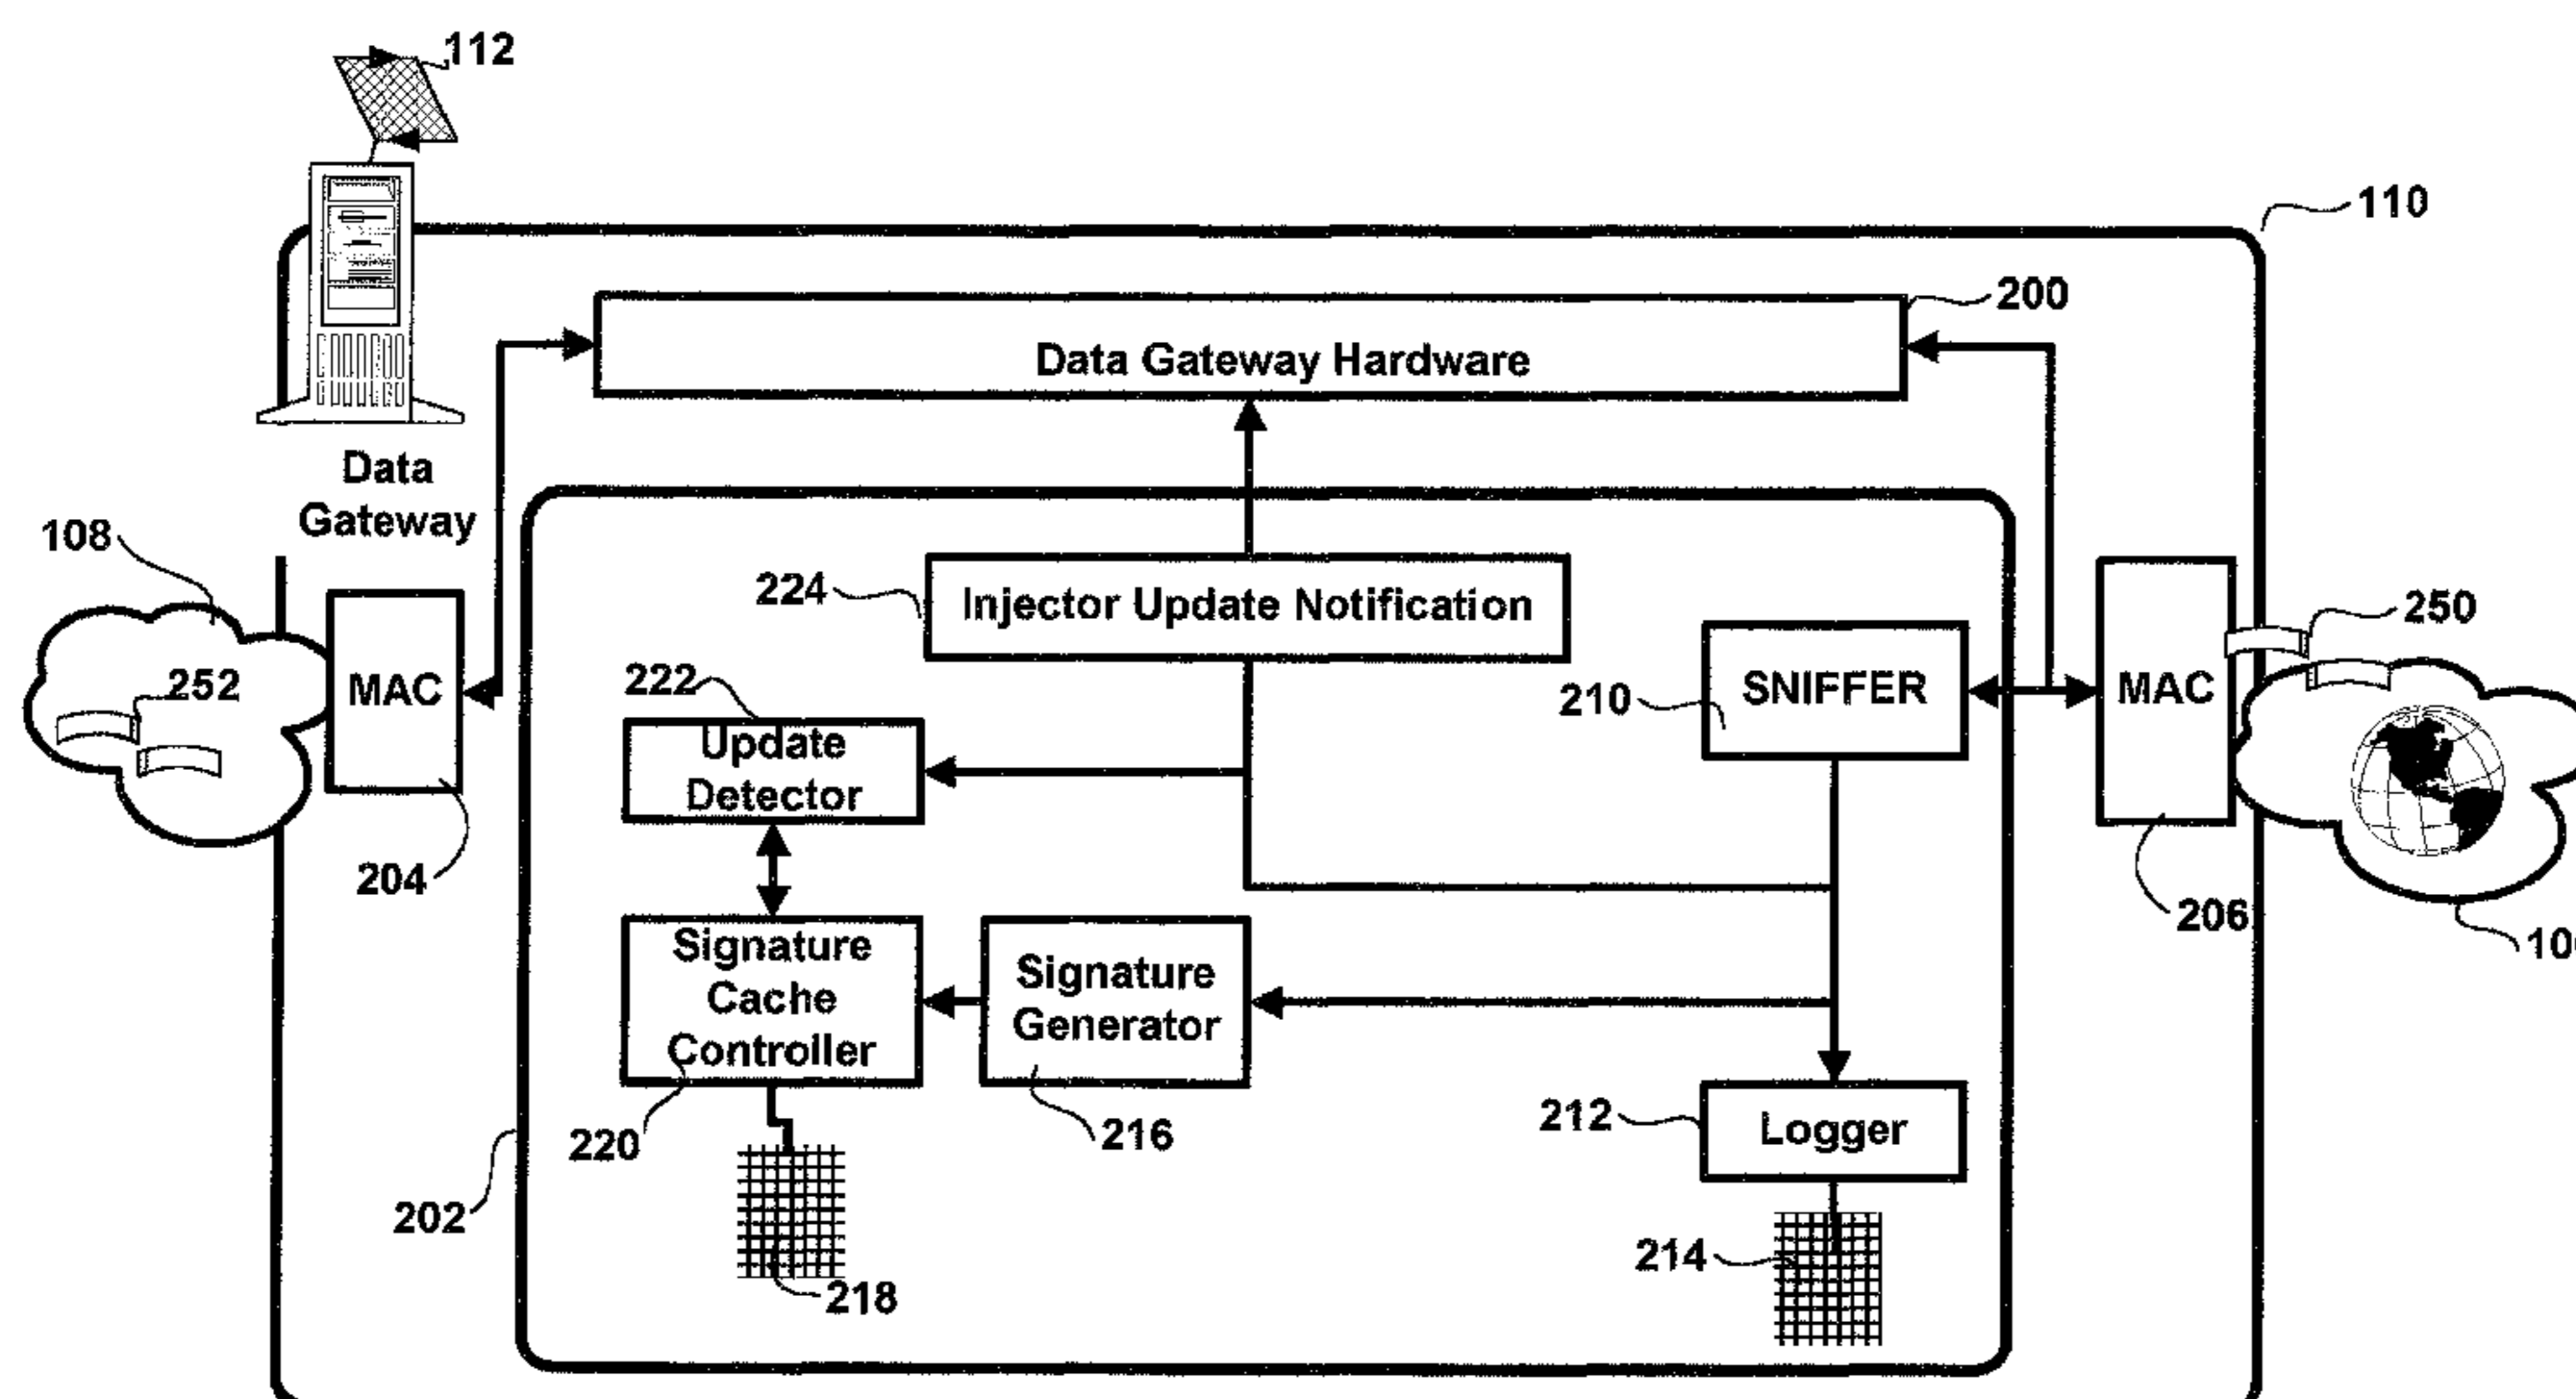 112
110
200
Data Gateway Hardware
Data
Gateway
108
224
Injector Update Notification
250
252
MAC
222
210
SNIFFER
MAC
Update
Detector
204
206
Signature
Cache
Controller
Signature
Generator
220
216
212
Logger
202
218
214